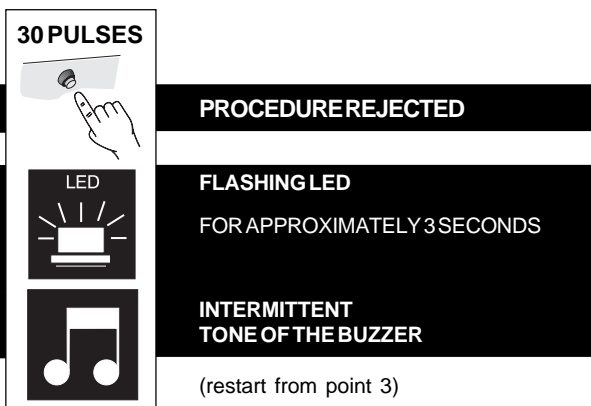 30 PULSES
PROCEDURE REJECTED
LED
FLASHING LED
FOR APPROXIMATELY 3 SECONDS
INTERMITTENT
TONE OF THE BUZZER
(restart from point 3)